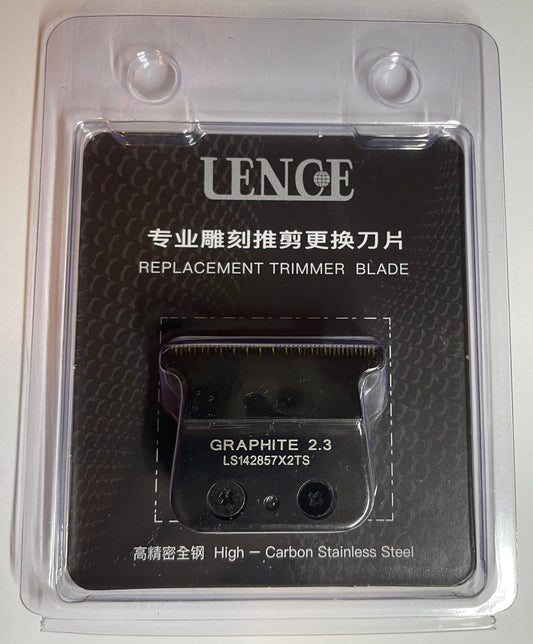 LENCE
专业雕刻推剪更换刀片
REPLACEMENT TRIMMER BLADE
GRAPHITE 2.3
LS142857X2TS
高精密全钢 High - Carbon Stainless Steel